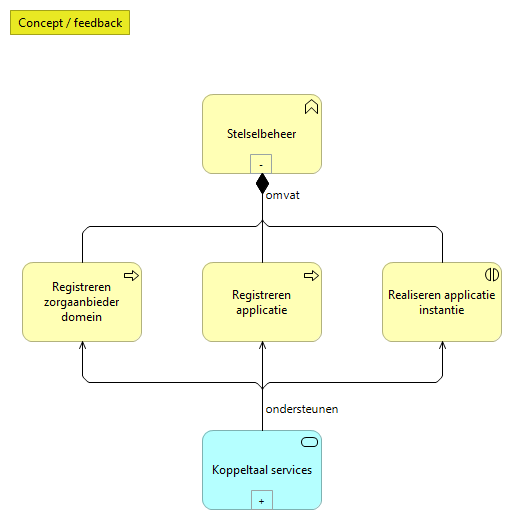 Concept / feedback
Stelselbeheer
-
omvat
Registreren
zorgaanbieder
domein
Registreren
applicatie
Realiseren applicatie
instantie
ondersteunen
Koppeltaal services
+